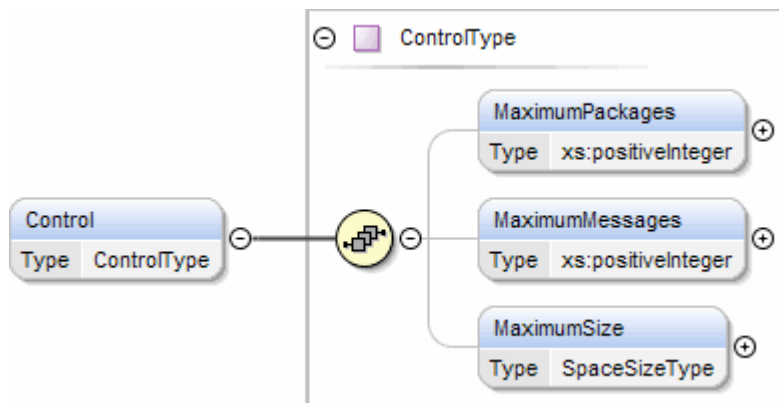 ControlType
MaximumPackages
Type xs:positiveInteger
Control
Type ControlType
MaximumMessages
Type xs:positiveInteger
MaximumSize
Type SpaceSizeType